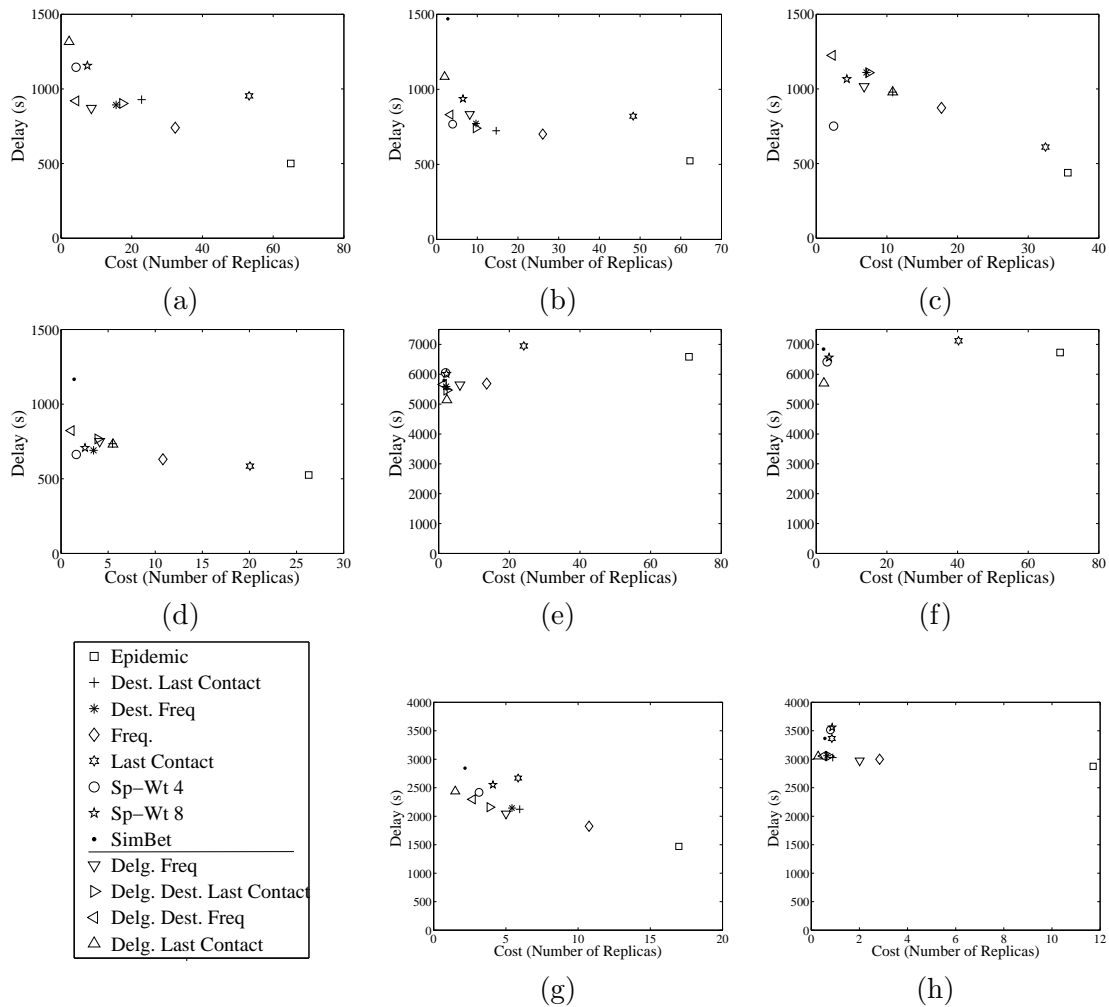 1500
1000
500
0
Delay (s)
0 20 40 60 80
Cost (Number of Replicas)
(a)
1500
1000
500
0
Delay (s)
0 10 20 30 40 50 60 70
Cost (Number of Replicas)
(b)
1500
1000
500
0
Delay (s)
0 10 20 30 40
Cost (Number of Replicas)
(c)
1500
1000
500
0
Delay (s)
0 5 10 15 20 25 30
Cost (Number of Replicas)
(d)
7000
6000
5000
4000
3000
2000
1000
0
Delay (s)
0 20 40 60 80
Cost (Number of Replicas)
(e)
7000
6000
5000
4000
3000
2000
1000
0
Delay (s)
0 20 40 60 80
Cost (Number of Replicas)
(f)
Epidemic
Dest. Last Contact
Dest. Freq
Freq.
Last Contact
Sp-Wt 4
Sp-Wt 8
SimBet
Delg. Freq
Delg. Dest. Last Contact
Delg. Dest. Freq
Delg. Last Contact
4000
3500
3000
2500
2000
1500
1000
500
0
Delay (s)
0 5 10 15 20
Cost (Number of Replicas)
(g)
4000
3500
3000
2500
2000
1500
1000
500
0
Delay (s)
0 2 4 6 8 10 12
Cost (Number of Replicas)
(h)